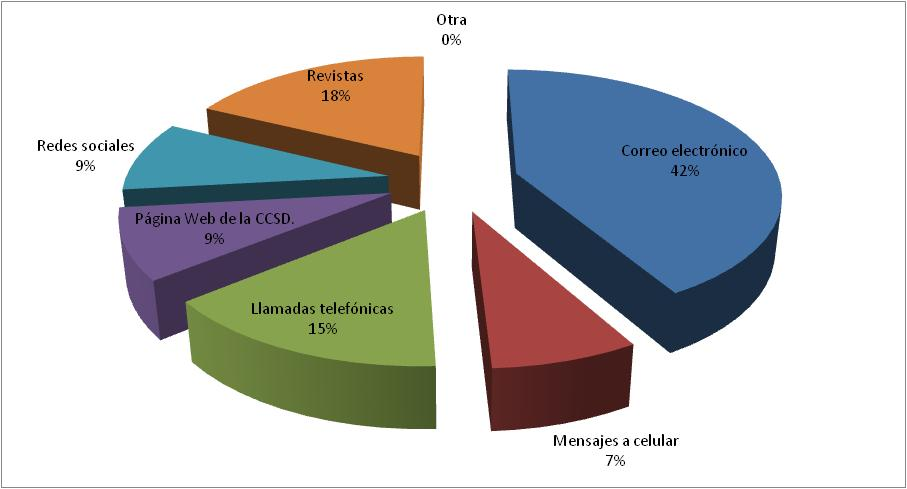 Otra
0%
Revistas
18%
Redes sociales
9%
Correo electrónico
42%
Página Web de la CCSD.
9%
Llamadas telefónicas
15%
Mensajes a celular
7%